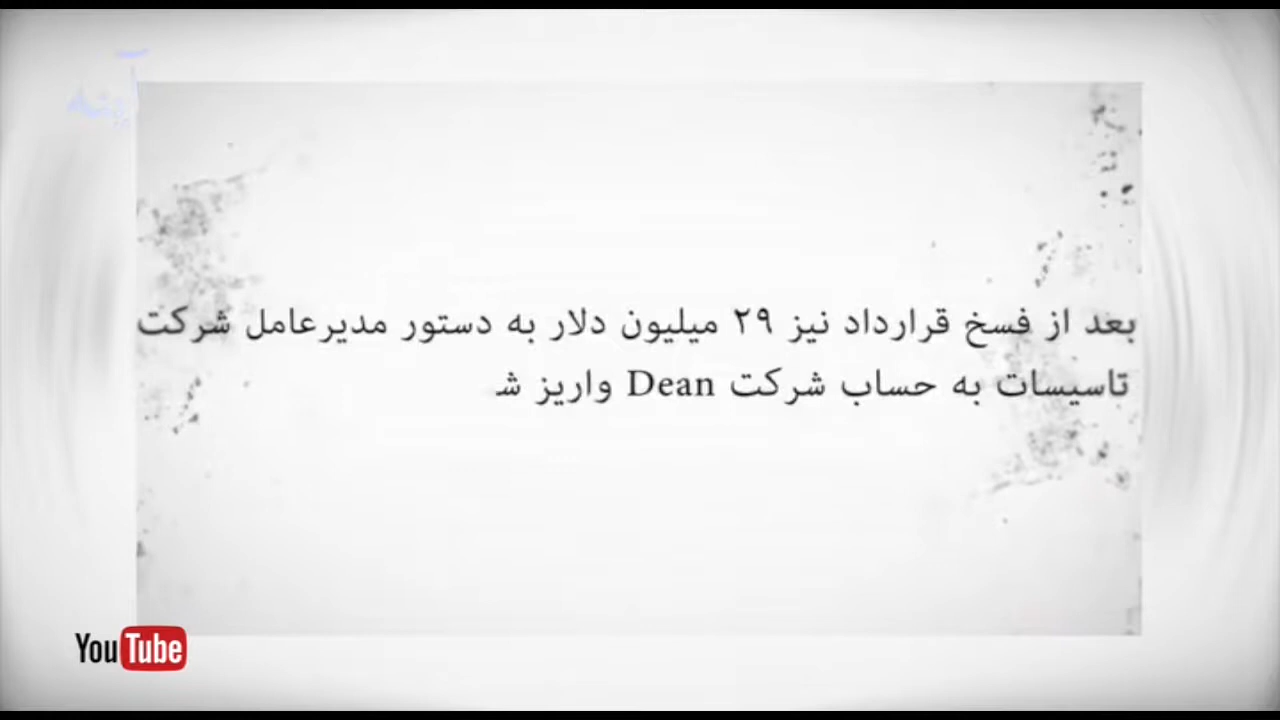 بعد از فسخ قرارداد نیز ۲۹ میلیون دلار به دستور مدیرعامل شرکت
تاسیسات به حساب شرکت Dean واریز شـ
YouTube